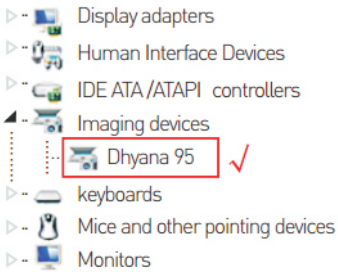 Display adapters
Human Interface Devices
IDE ATA/ATAPI controllers
Imaging devices
Dhyana 95
keyboards
Mice and other pointing devices
Monitors